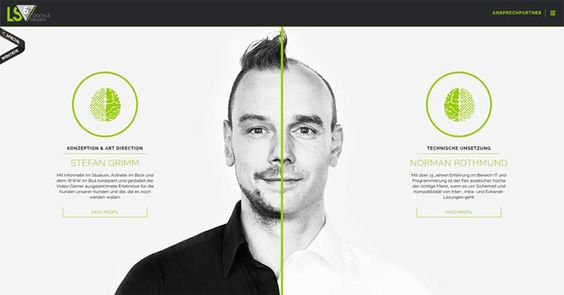 LS5
DIGITALE
MEDIEN
ANSPRECHPARTNER
SPECIAL
KONZEPTION & ART DIRECTION
STEFAN GRIMM
Mit Informatik im Studium, Ästhetik im Blick und
dem WWW im Blut konzipiert und gestaltet der
Video-Gamer ausgezeichnete Erlebnisse für die
Kunden unserer Kunden und die, die es noch
werden wollen.
XING PROFIL
TECHNISCHE UMSETZUNG
NORMAN ROTHMUND
Mit über 15 Jahren Erfahrung im Bereich IT und
Programmierung ist der Fan asiatischer Küche
der richtige Mann, wenn es um Sicherheit und
Kompatibilität von Inter-, Intra- und Extranet-
Lösungen geht.
XING PROFIL